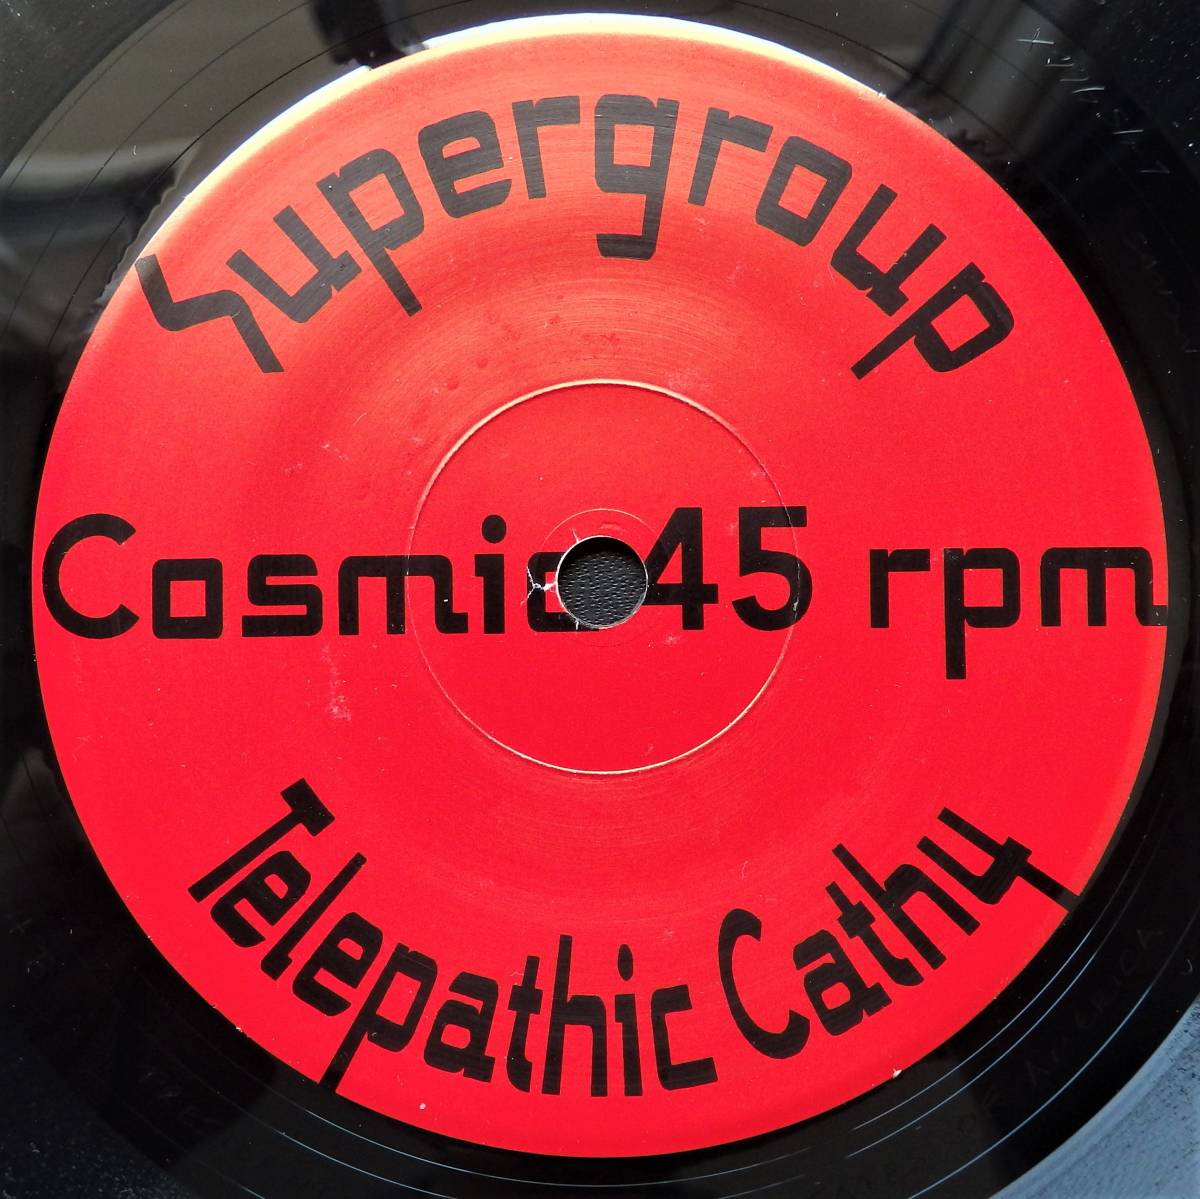 Supergroup
Cosmic 45 rpm
Telepathic Cathy